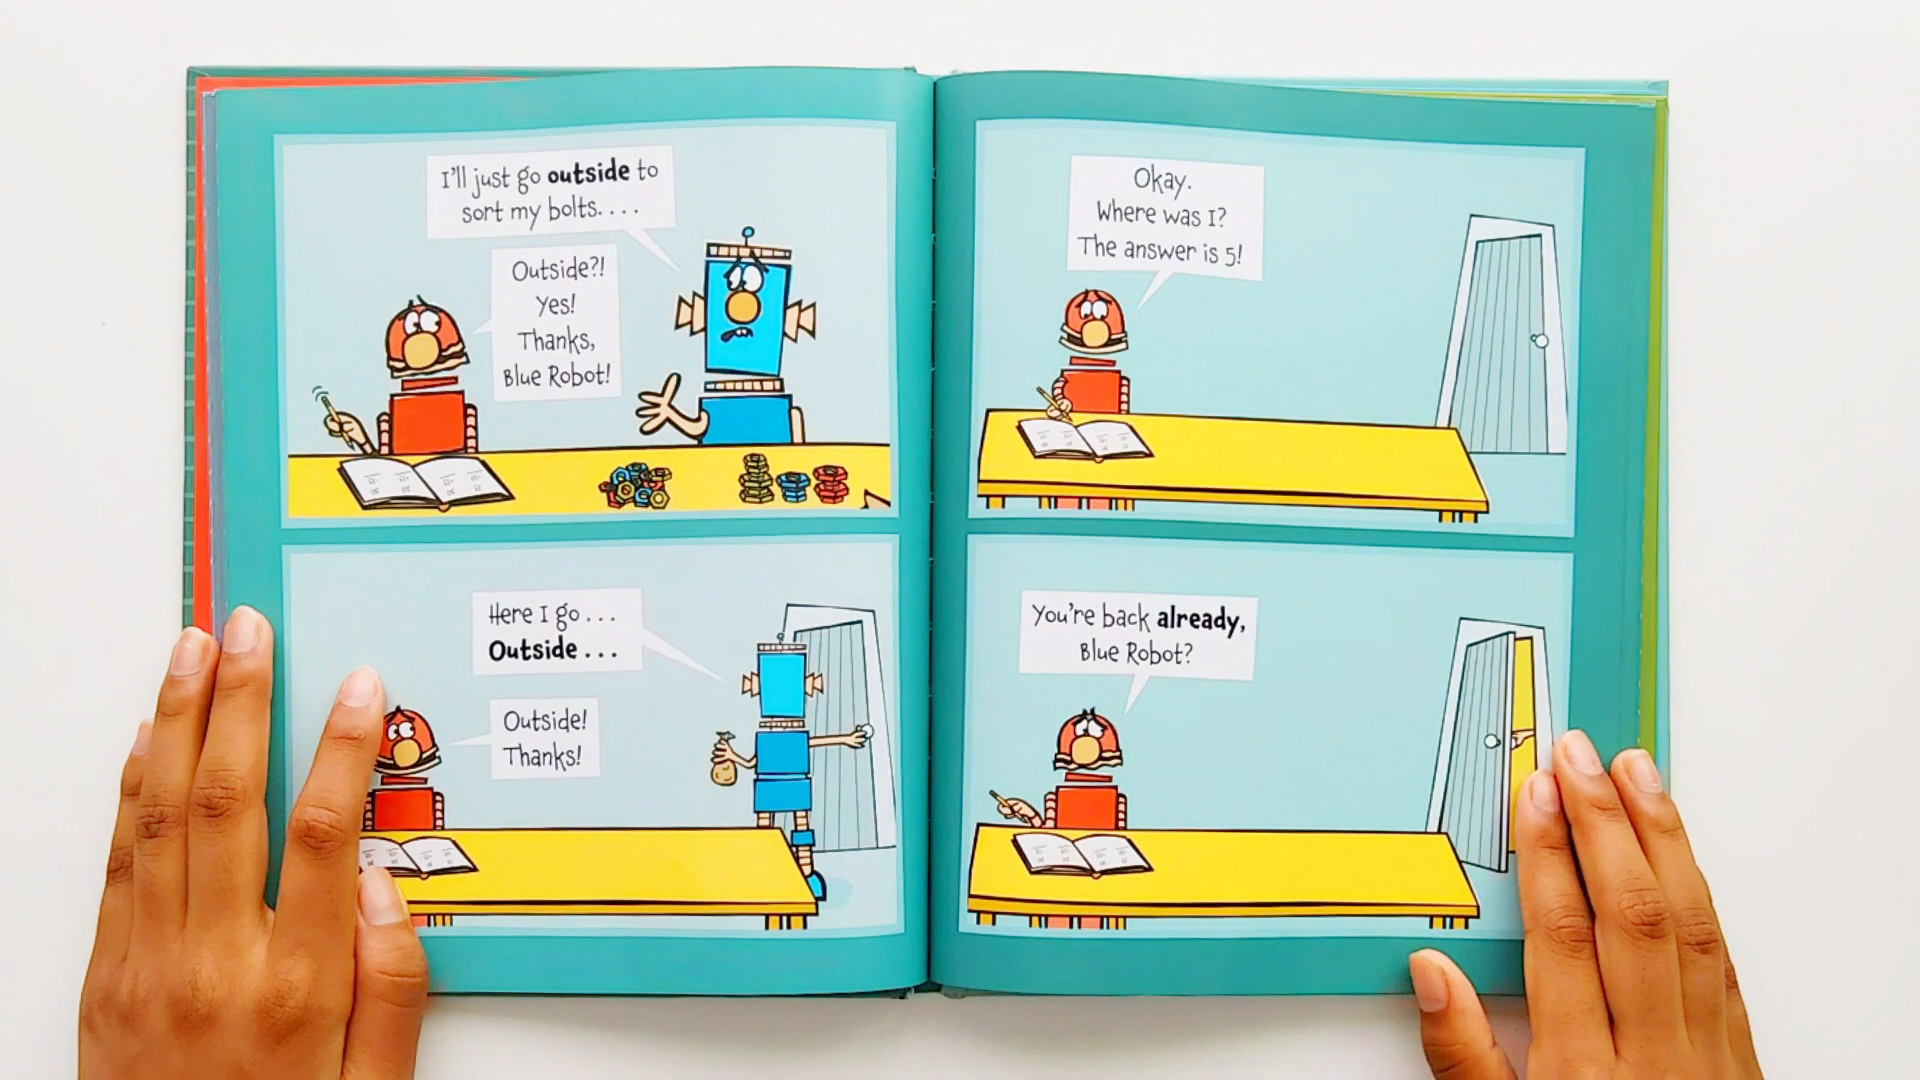 I'll just go outside to
sort my bolts. . . .
Outside?!
Yes!
Thanks,
Blue Robot!
Here I go . . .
Outside . . .
Outside!
Thanks!
Okay.
Where was I?
The answer is 5!
You're back already,
Blue Robot?